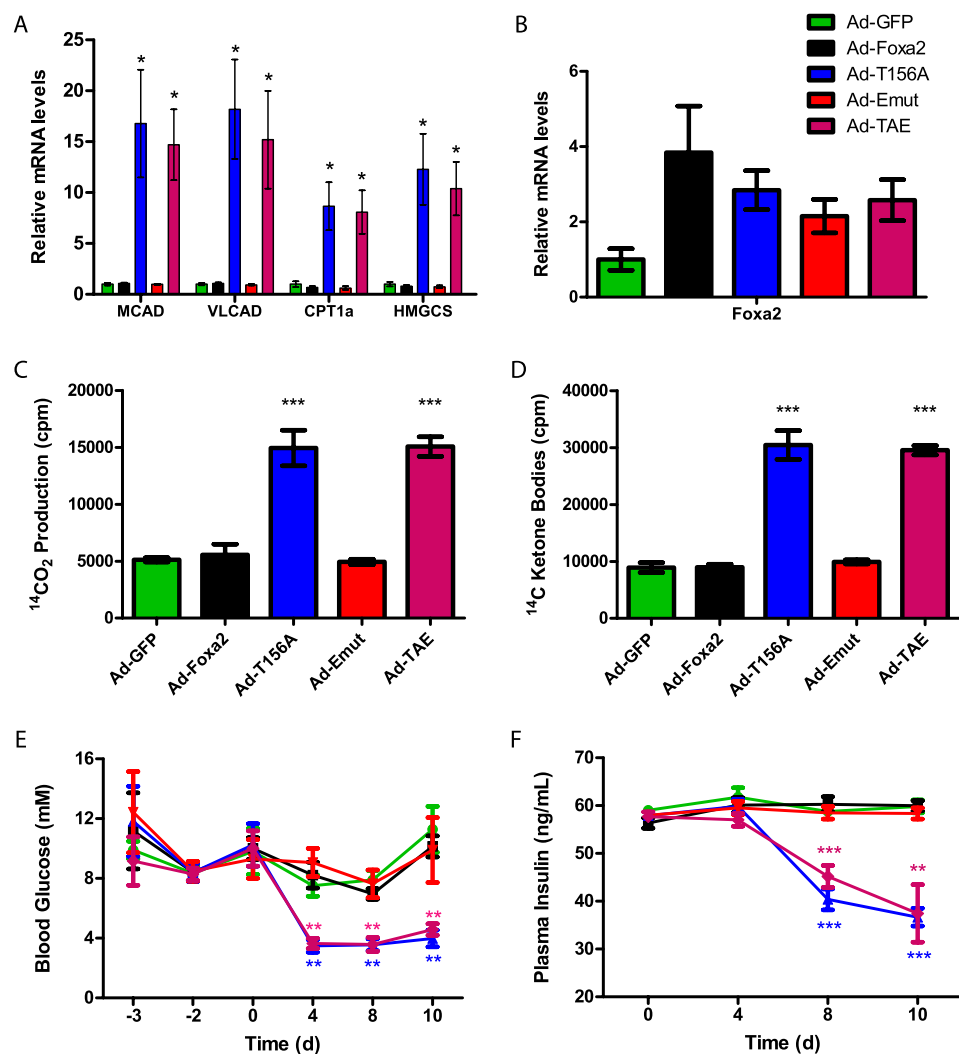 A
Relative mRNA levels
25
20
15
10
5
0
* * * * * * * *
MCAD VLCAD CPT1a HMGCS
B
Relative mRNA levels
6
4
2
0
Foxa2
Ad-GFP
Ad-Foxa2
Ad-T156A
Ad-Emut
Ad-TAE
C
¹⁴CO₂ Production (cpm)
20000
15000
10000
5000
0
*** ***
Ad-GFP Ad-Foxa2 Ad-T156A Ad-Emut Ad-TAE
D
¹⁴C Ketone Bodies (cpm)
40000
30000
20000
10000
0
*** ***
Ad-GFP Ad-Foxa2 Ad-T156A Ad-Emut Ad-TAE
E
Blood Glucose (mM)
16
12
8
4
0
** ** **
** ** **
-3 -2 0 4 8 10
Time (d)
F
Plasma Insulin (ng/mL)
70
60
50
40
30
20
*** **
*** ***
0 4 8 10
Time (d)